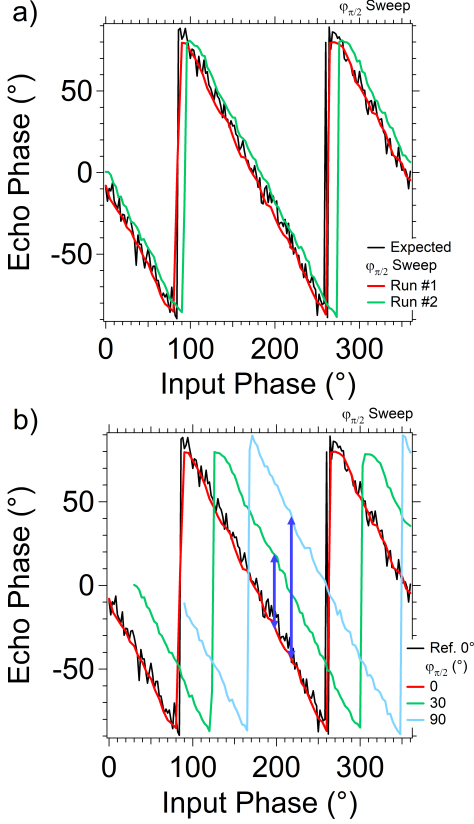 a)
φπ/2 Sweep
Echo Phase (°)
50
0
-50
Expected
φπ/2 Sweep
Run #1
Run #2
0 100 200 300
Input Phase (°)
b)
φπ/2 Sweep
Echo Phase (°)
50
0
-50
Ref. 0°
φπ/2 (°)
0
30
90
0 100 200 300
Input Phase (°)